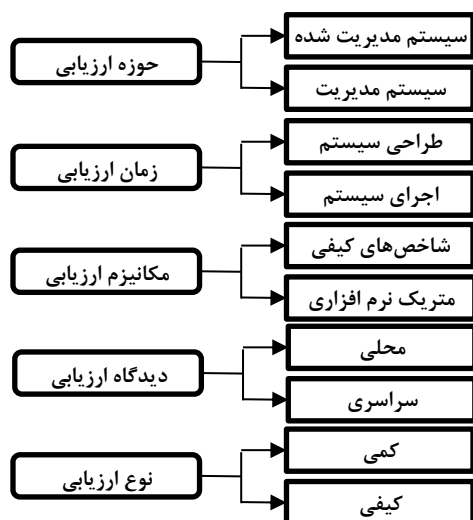 سیستم مدیریت شده
حوزه ارزیابی
سیستم مدیریت
طراحی سیستم
زمان ارزیابی
اجرای سیستم
شاخص‌های کیفی
مکانیزم ارزیابی
متریک نرم افزاری
محلی
دیدگاه ارزیابی
سراسری
کمی
نوع ارزیابی
کیفی